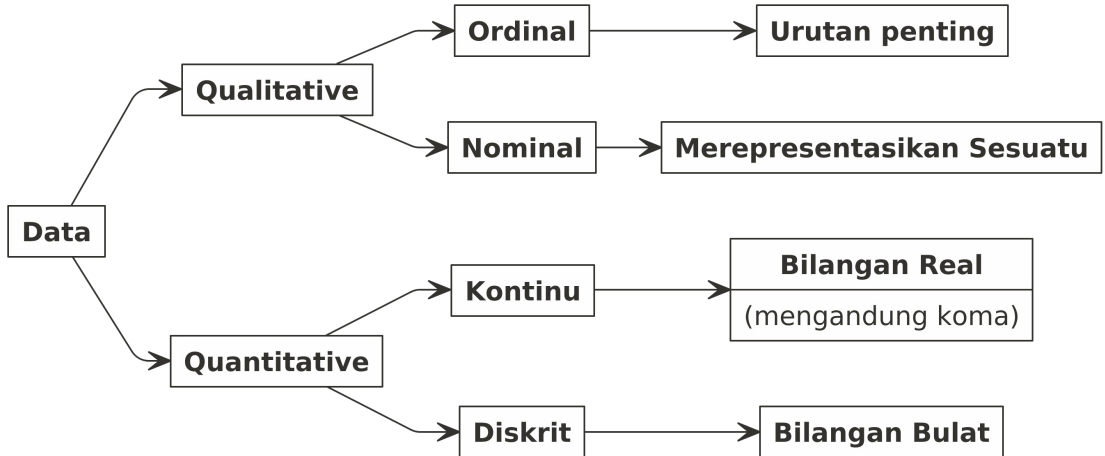 Ordinal
Urutan penting
Qualitative
Nominal
Merepresentasikan Sesuatu
Data
Kontinu
Bilangan Real
(mengandung koma)
Quantitative
Diskrit
Bilangan Bulat